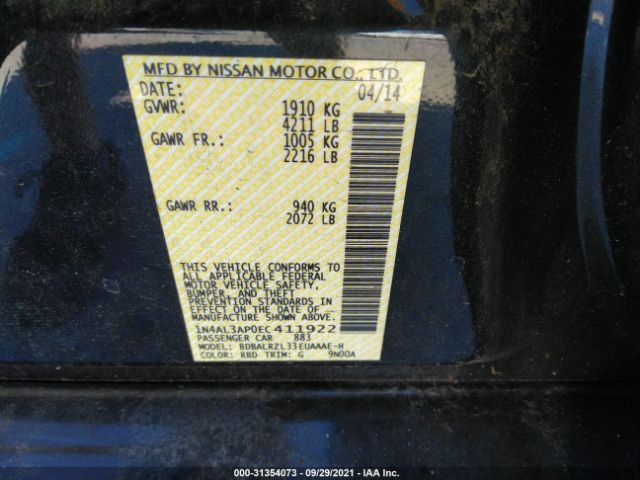 MFD BY NISSAN MOTOR CO., LTD.
DATE: 04/14
GVWR: 1910 KG
4211 LB
GAWR FR.: 1005 KG
2216 LB
GAWR RR.: 940 KG
2072 LB
THIS VEHICLE CONFORMS TO
ALL APPLICABLE FEDERAL
MOTOR VEHICLE SAFETY,
BUMPER, AND THEFT
PREVENTION STANDARDS IN
EFFECT ON THE DATE OF
MANUFACTURE SHOWN ABOVE.
1N4AL3AP0EC411922
PASSENGER CAR 883
MODEL: BDBALRZL33EUAAAE-H
COLOR: RBD TRIM: G 9N00A
000-31354073 - 09/29/2021 - IAA Inc.